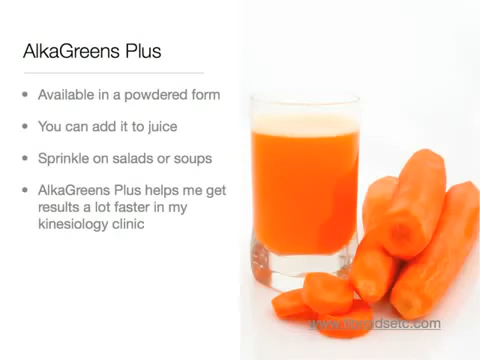 AlkaGreens Plus
Available in a powdered form
You can add it to juice
Sprinkle on salads or soups
AlkaGreens Plus helps me get
results a lot faster in my
kinesiology clinic